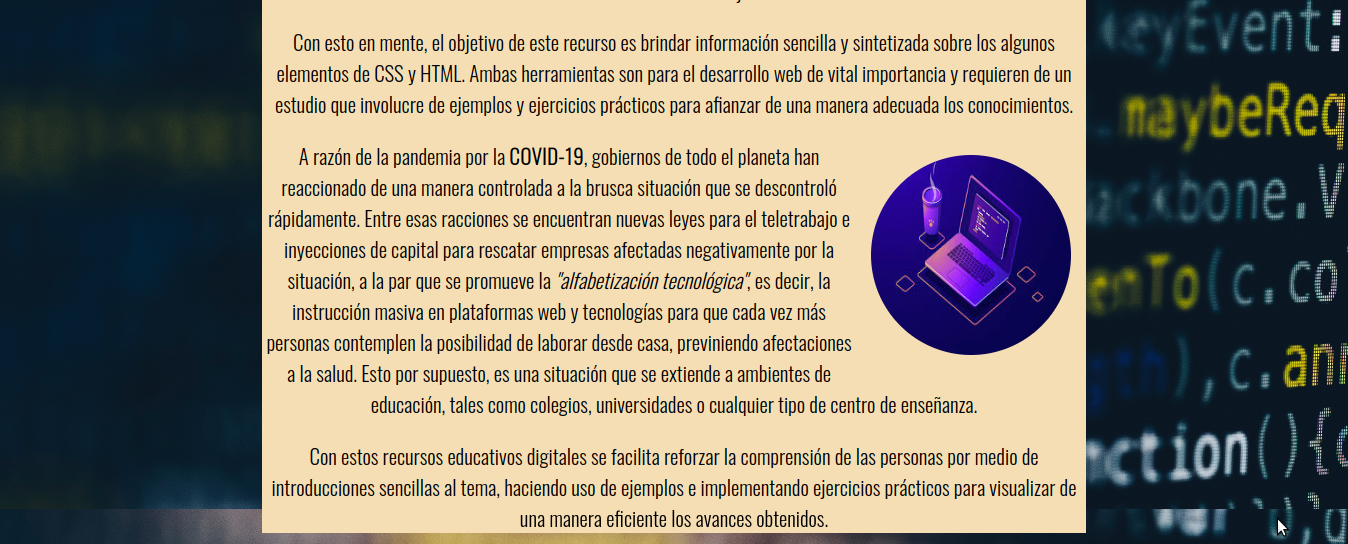 Con esto en mente, el objetivo de este recurso es brindar información sencilla y sintetizada sobre los algunos
elementos de CSS y HTML. Ambas herramientas son para el desarrollo web de vital importancia y requieren de un
estudio que involucre de ejemplos y ejercicios prácticos para afianzar de una manera adecuada los conocimientos.
A razón de la pandemia por la COVID-19, gobiernos de todo el planeta han
reaccionado de una manera controlada a la brusca situación que se descontroló
rápidamente. Entre esas racciones se encuentran nuevas leyes para el teletrabajo e
inyecciones de capital para rescatar empresas afectadas negativamente por la
situación, a la par que se promueve la "alfabetización tecnológica", es decir, la
instrucción masiva en plataformas web y tecnologías para que cada vez más
personas contemplen la posibilidad de laborar desde casa, previniendo afectaciones
a la salud. Esto por supuesto, es una situación que se extiende a ambientes de
educación, tales como colegios, universidades o cualquier tipo de centro de enseñanza.
Con estos recursos educativos digitales se facilita reforzar la comprensión de las personas por medio de
introducciones sencillas al tema, haciendo uso de ejemplos e implementando ejercicios prácticos para visualizar de
una manera eficiente los avances obtenidos.
keyEvent:
maybeReq
ackbone.V
enTo(c.co
gth),c.ann
nction(){